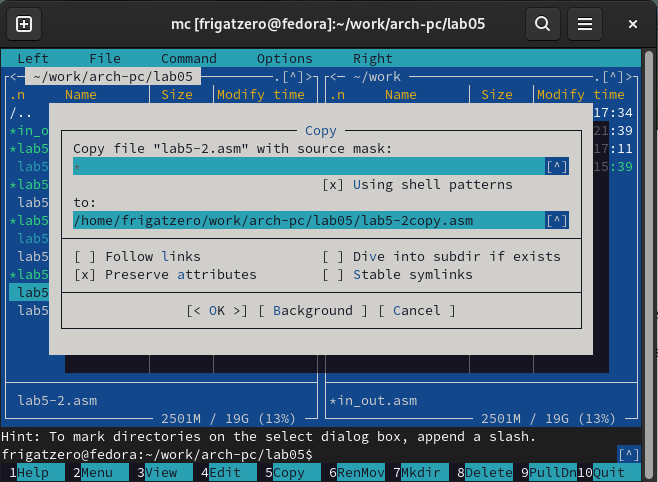 mc [frigatzero@fedora]:~/work/arch-pc/lab05
Left File Command Options Right
<─ ~/work/arch-pc/lab05 .[^]> <─ ~/work .[^]>
.n Name Size Modify time .n Name Size Modify time
/.. 17:34
*in_o 21:39
*lab5 17:11
lab5 15:39
*lab5
lab5
*lab5
lab5
lab5
*lab5
lab5
lab5
Copy
Copy file "lab5-2.asm" with source mask:
* [^]
[x] Using shell patterns
to:
/home/frigatzero/work/arch-pc/lab05/lab5-2copy.asm [^]
[ ] Follow links [ ] Dive into subdir if exists
[x] Preserve attributes [ ] Stable symlinks
[< OK >] [ Background ] [ Cancel ]
lab5-2.asm *in_out.asm
2501M / 19G (13%) 2501M / 19G (13%)
Hint: To mark directories on the select dialog box, append a slash.
frigatzero@fedora:~/work/arch-pc/lab05$ [^]
1Help 2Menu 3View 4Edit 5Copy 6RenMov 7Mkdir 8Delete 9PullDn 10Quit